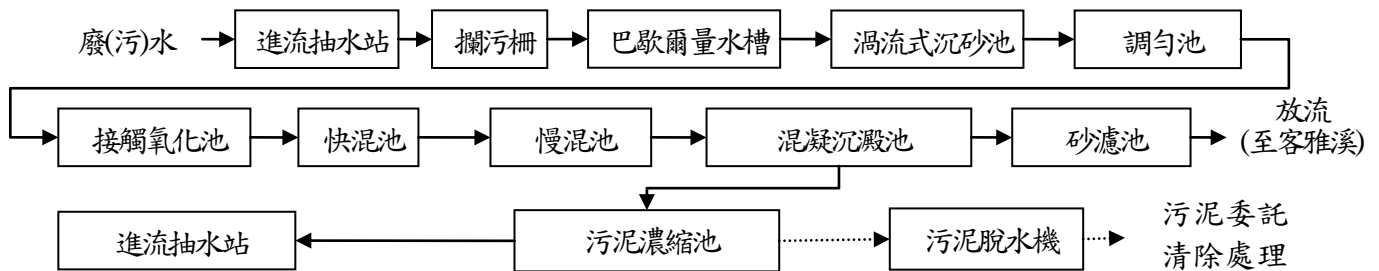 廢(污)水
進流抽水站
攔污柵
巴歇爾量水槽
渦流式沉砂池
調勻池
接觸氧化池
快混池
慢混池
混凝沉澱池
砂濾池
放流
(至客雅溪)
進流抽水站
污泥濃縮池
污泥脫水機
污泥委託
清除處理